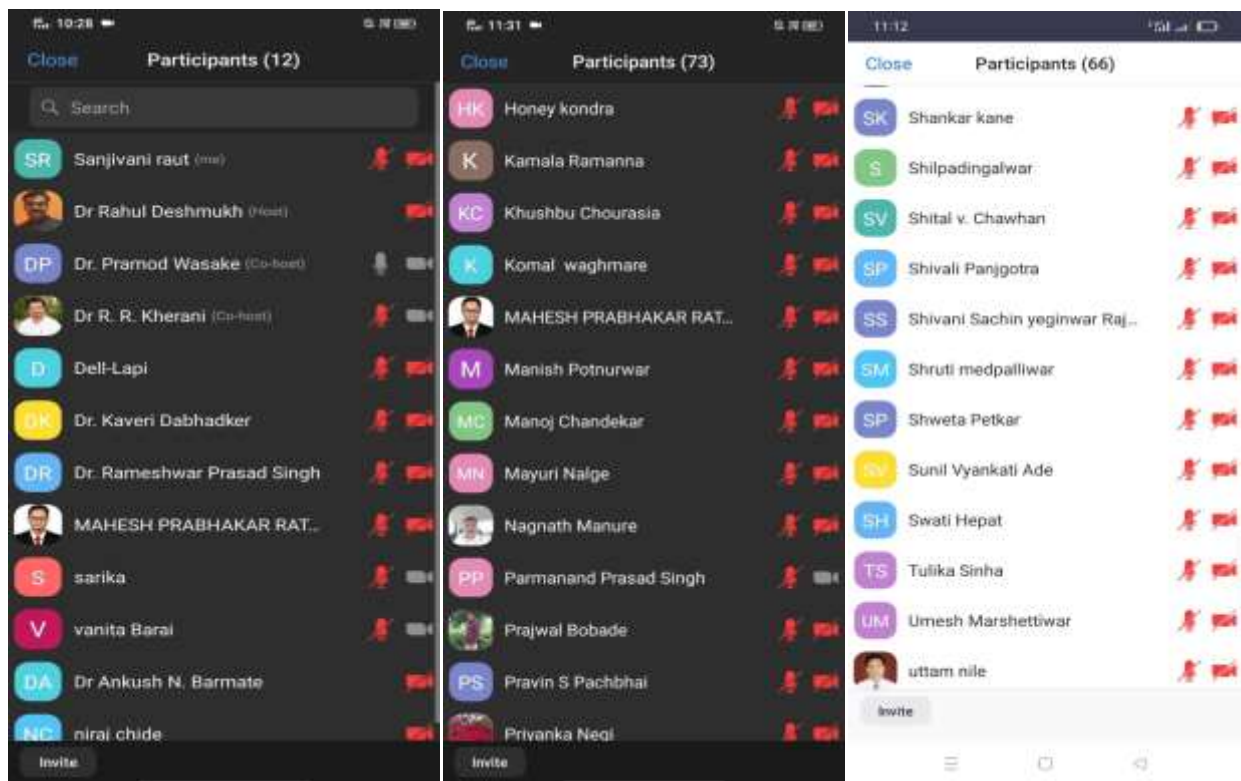 10:28
Close Participants (12)
Search
SR Sanjivani raut (me)
Dr Rahul Deshmukh (Host)
DP Dr. Pramod Wasake (Co-host)
Dr R. R. Kherani (Co-host)
D Dell-Lapi
DK Dr. Kaveri Dabhadker
DR Dr. Rameshwar Prasad Singh
MAHESH PRABHAKAR RAT...
S sarika
V vanita Barai
DA Dr Ankush N. Barmate
NC niraj chide
Invite
11:31
Close Participants (73)
HK Honey kondra
K Kamala Ramanna
KC Khushbu Chourasia
K Komal waghmare
MAHESH PRABHAKAR RAT...
M Manish Potnurwar
MC Manoj Chandekar
MN Mayuri Nalge
Nagnath Manure
PP Parmanand Prasad Singh
Prajwal Bobade
PS Pravin S Pachbhai
Priyanka Negi
Invite
11:12
Close Participants (66)
SK Shankar kane
S Shilpadingalwar
SV Shital v. Chawhan
SP Shivali Panjgotra
SS Shivani Sachin yeginwar Raj...
SM Shruti medpalliwar
SP Shweta Petkar
SV Sunil Vyankati Ade
SH Swati Hepat
TS Tulika Sinha
UM Umesh Marshettiwar
uttam nile
Invite